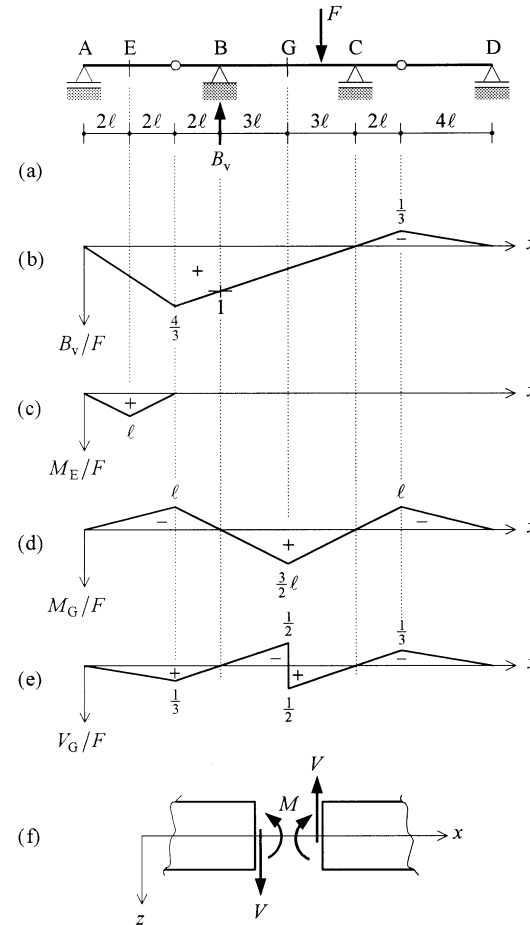 F
A E B G C D
2ℓ 2ℓ 2ℓ 3ℓ 3ℓ 2ℓ 4ℓ
B_v
(a)
1/3
(b) + − x
1
4/3
B_v/F
(c) + x
ℓ
M_E/F
ℓ ℓ
(d) − + − x
3/2 ℓ
M_G/F
1/2 1/3
(e) + − + − x
1/3 1/2
V_G/F
V
M
(f) x
V
z